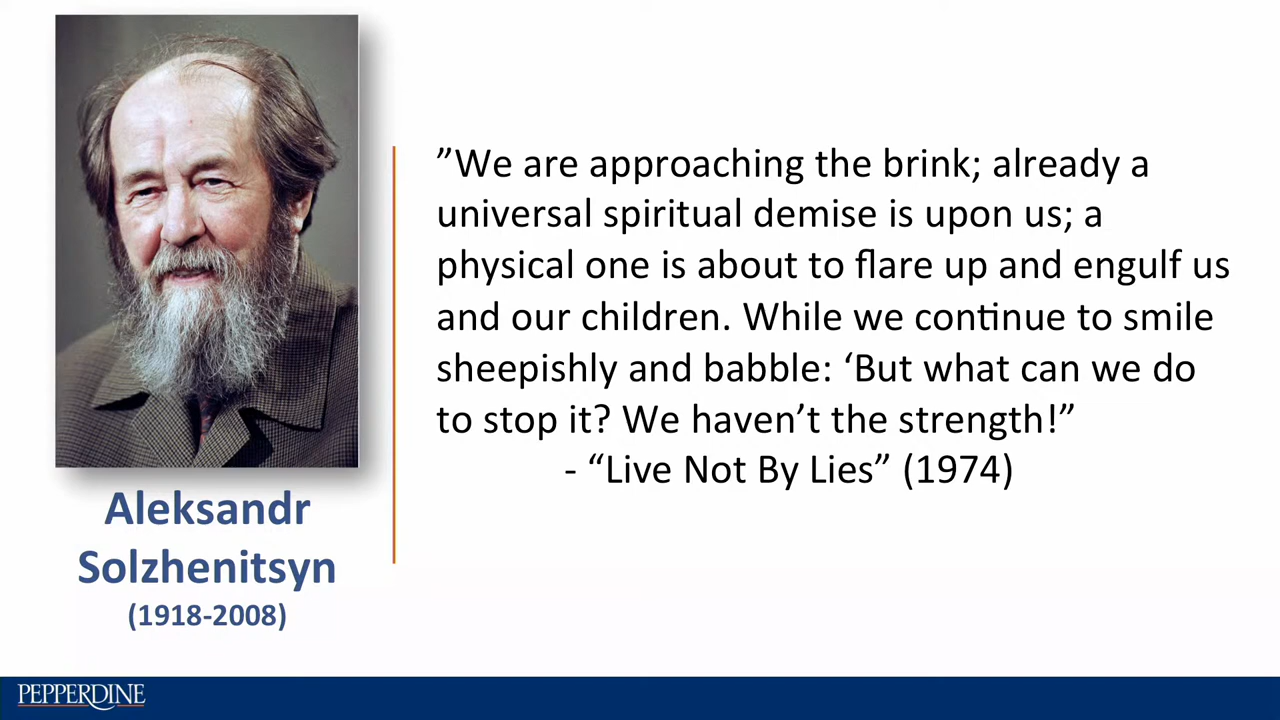 ”We are approaching the brink; already a
universal spiritual demise is upon us; a
physical one is about to flare up and engulf us
and our children. While we continue to smile
sheepishly and babble: ‘But what can we do
to stop it? We haven’t the strength!”
- “Live Not By Lies” (1974)
Aleksandr
Solzhenitsyn
(1918-2008)
PEPPERDINE